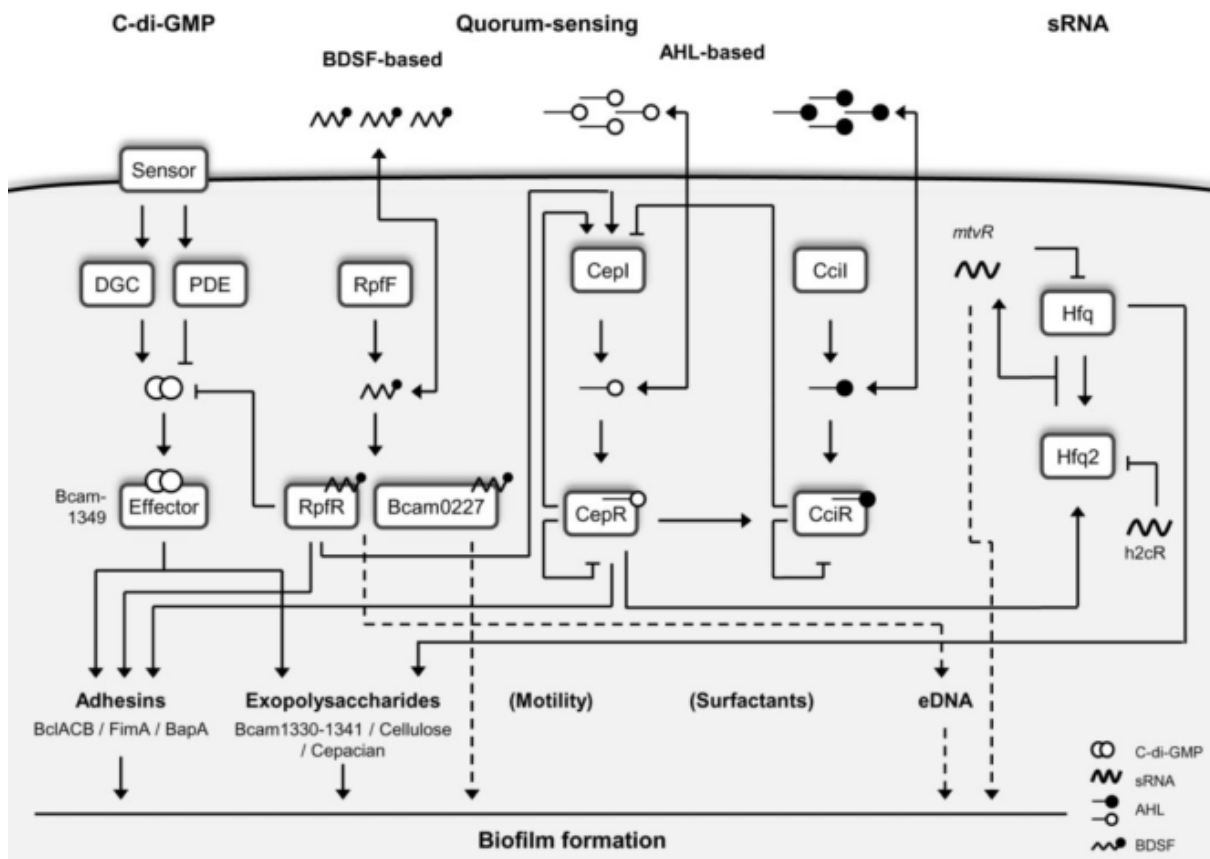 C-di-GMP
Quorum-sensing
sRNA
BDSF-based
AHL-based
Sensor
mtvR
DGC
PDE
RpfF
CepI
CciI
Hfq
Hfq2
Bcam-
1349
Effector
RpfR
Bcam0227
CepR
CciR
h2cR
Adhesins
Exopolysaccharides
(Motility)
(Surfactants)
eDNA
BclACB / FimA / BapA
Bcam1330-1341 / Cellulose
/ Cepacian
C-di-GMP
sRNA
AHL
BDSF
Biofilm formation